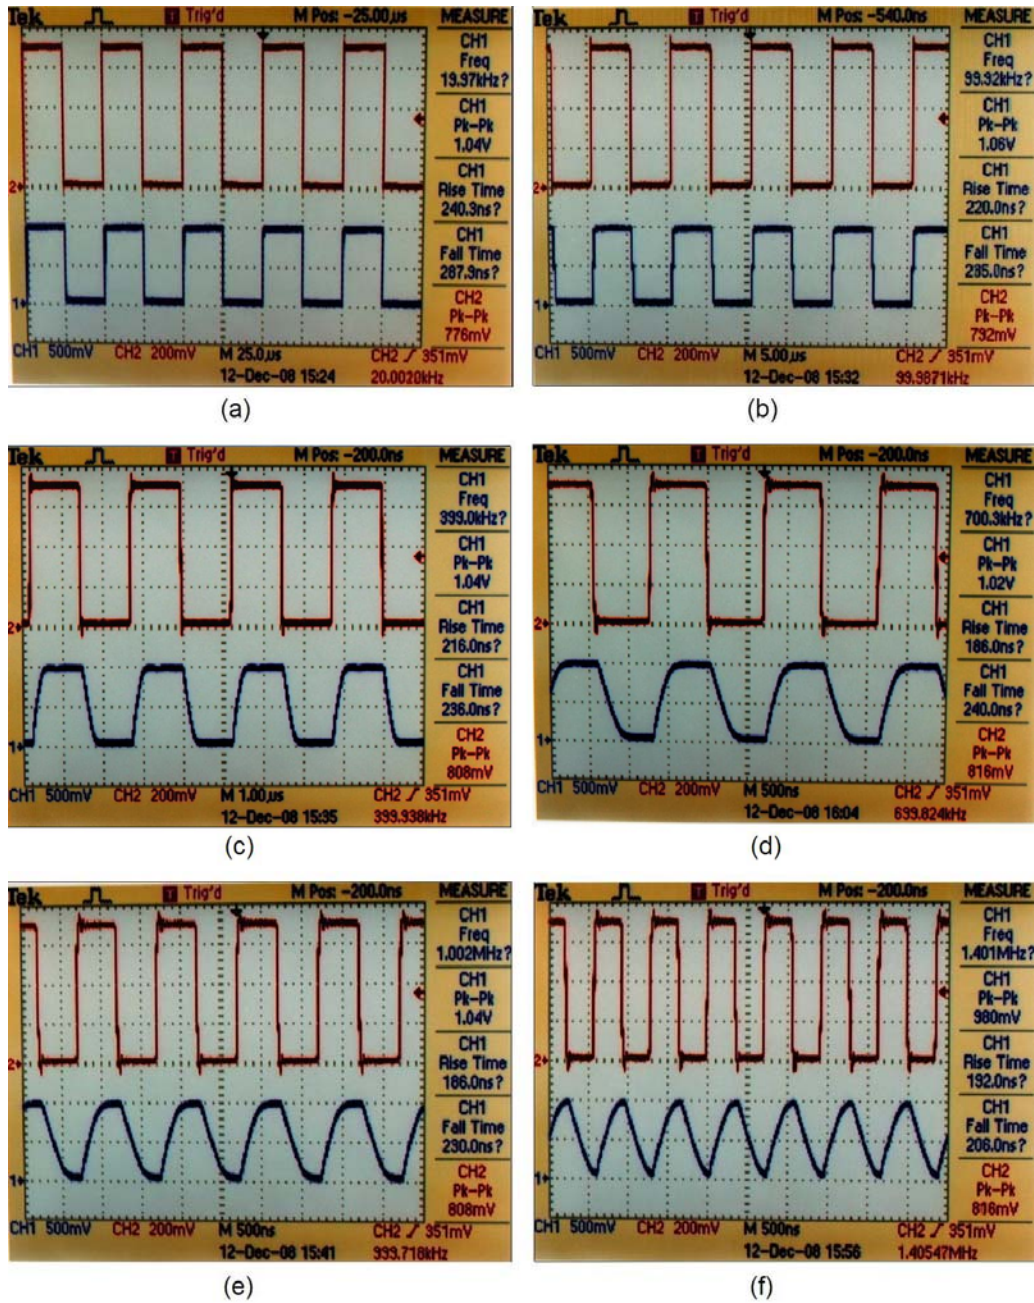 Tek Trig'd M Pos: -25.00µs MEASURE
CH1
Freq
19.97kHz?
CH1
Pk-Pk
1.04V
CH1
Rise Time
240.3ns?
CH1
Fall Time
287.9ns?
CH2
Pk-Pk
776mV
2
1
CH1 500mV CH2 200mV M 25.0µs CH2 351mV
12-Dec-08 15:24 20.0020kHz
(a)
Tek Trig'd M Pos: -540.0ns MEASURE
CH1
Freq
99.92kHz?
CH1
Pk-Pk
1.06V
CH1
Rise Time
220.0ns?
CH1
Fall Time
285.0ns?
CH2
Pk-Pk
792mV
2
1
CH1 500mV CH2 200mV M 5.00µs CH2 351mV
12-Dec-08 15:32 99.9871kHz
(b)
Tek Trig'd M Pos: -200.0ns MEASURE
CH1
Freq
399.0kHz?
CH1
Pk-Pk
1.04V
CH1
Rise Time
216.0ns?
CH1
Fall Time
236.0ns?
CH2
Pk-Pk
808mV
2
1
CH1 500mV CH2 200mV M 1.00µs CH2 351mV
12-Dec-08 15:35 399.938kHz
(c)
Tek Trig'd M Pos: -200.0ns MEASURE
CH1
Freq
700.3kHz?
CH1
Pk-Pk
1.02V
CH1
Rise Time
186.0ns?
CH1
Fall Time
240.0ns?
CH2
Pk-Pk
816mV
2
1
CH1 500mV CH2 200mV M 500ns CH2 351mV
12-Dec-08 16:04 699.824kHz
(d)
Tek Trig'd M Pos: -200.0ns MEASURE
CH1
Freq
1.002MHz?
CH1
Pk-Pk
1.04V
CH1
Rise Time
186.0ns?
CH1
Fall Time
230.0ns?
CH2
Pk-Pk
808mV
2
1
CH1 500mV CH2 200mV M 500ns CH2 351mV
12-Dec-08 15:41 999.718kHz
(e)
Tek Trig'd M Pos: -200.0ns MEASURE
CH1
Freq
1.401MHz?
CH1
Pk-Pk
980mV
CH1
Rise Time
192.0ns?
CH1
Fall Time
206.0ns?
CH2
Pk-Pk
816mV
2
1
CH1 500mV CH2 200mV M 500ns CH2 351mV
12-Dec-08 15:56 1.40547MHz
(f)